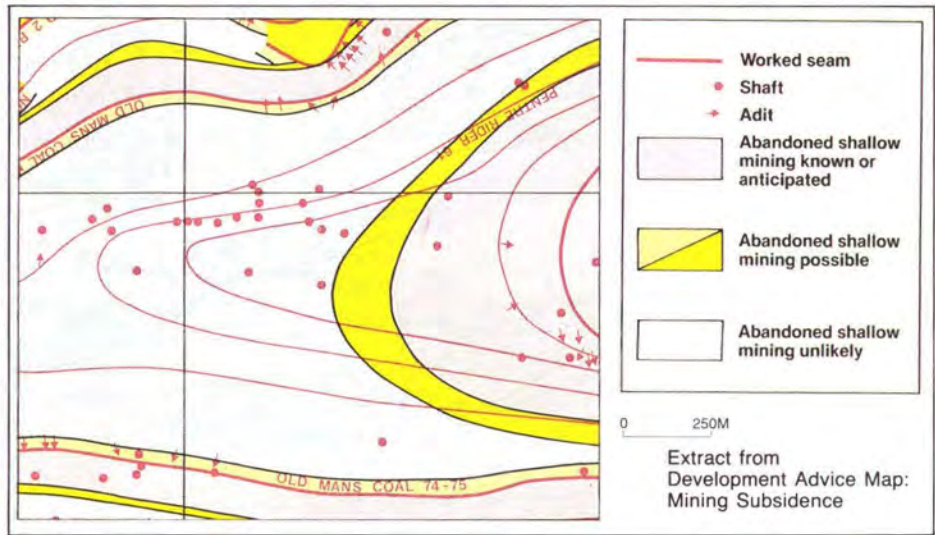 OLD MANS COAL
PENTRE RIDER 61
OLD MANS COAL 74-75
Worked seam
Shaft
Adit
Abandoned shallow
mining known or
anticipated
Abandoned shallow
mining possible
Abandoned shallow
mining unlikely
0 250M
Extract from
Development Advice Map:
Mining Subsidence